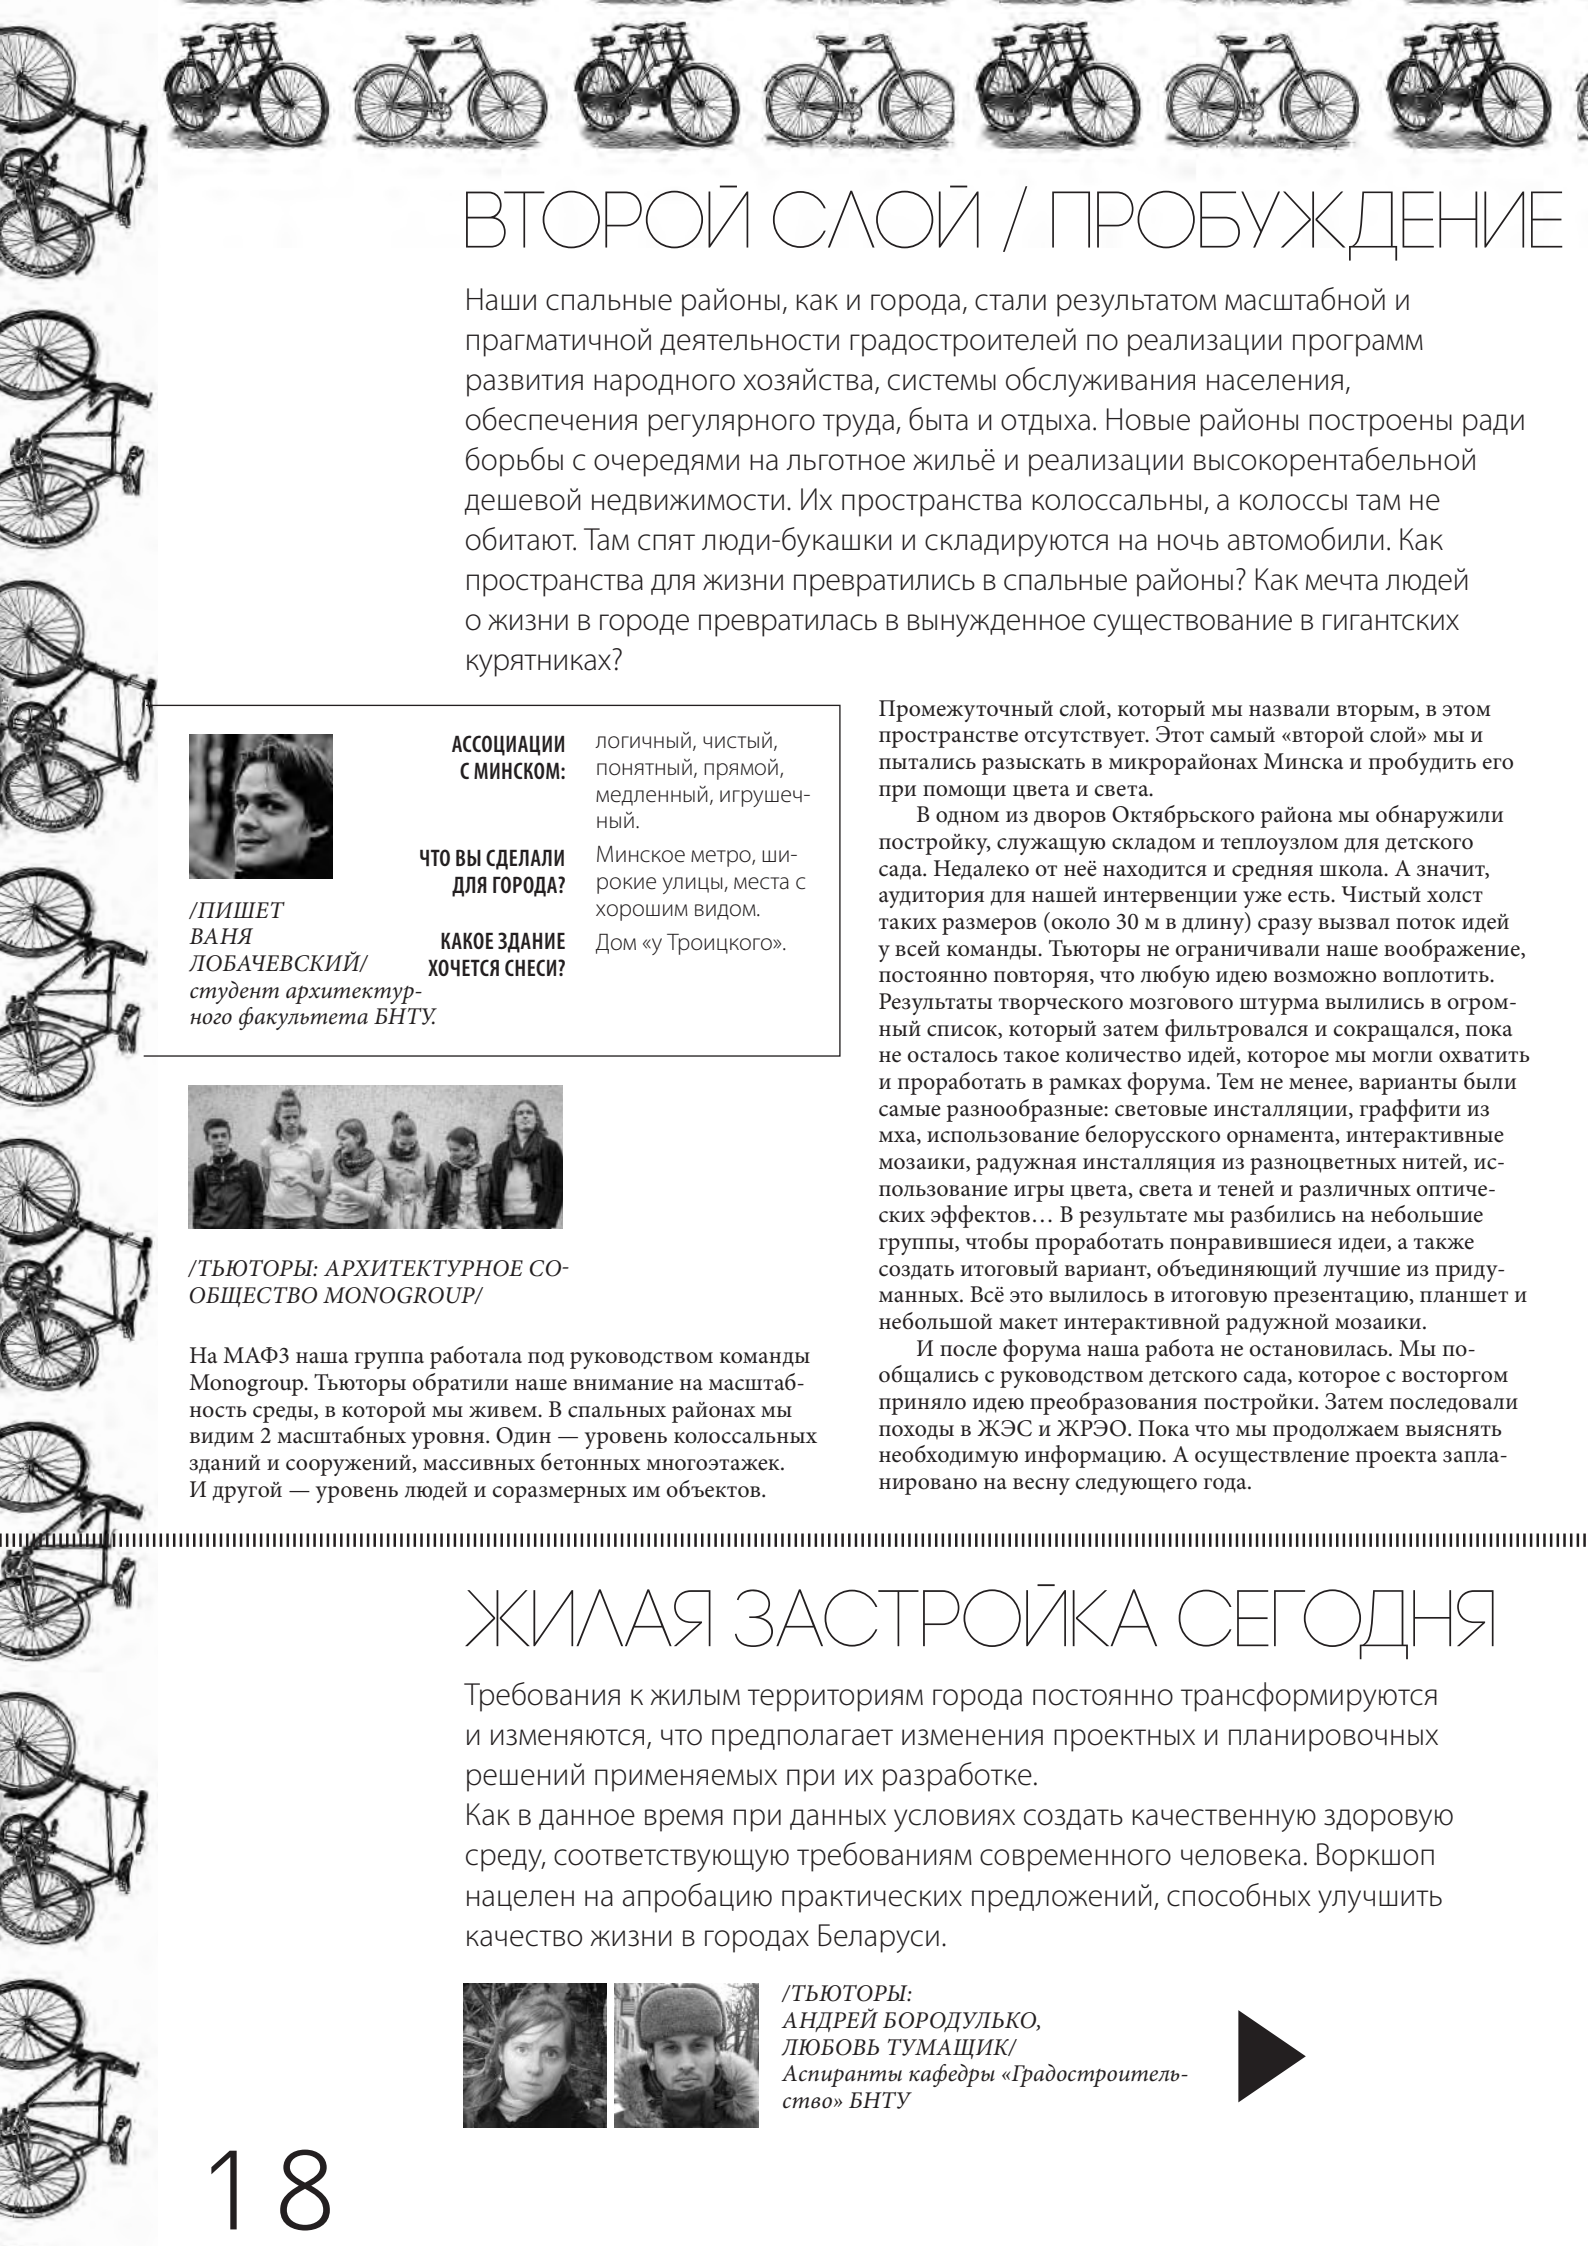 ВТОРОЙ СЛОЙ / ПРОБУЖДЕНИЕ
Наши спальные районы, как и города, стали результатом масштабной и
прагматичной деятельности градостроителей по реализации программ
развития народного хозяйства, системы обслуживания населения,
обеспечения регулярного труда, быта и отдыха. Новые районы построены ради
борьбы с очередями на льготное жильё и реализации высокорентабельной
дешевой недвижимости. Их пространства колоссальны, а колоссы там не
обитают. Там спят люди-букашки и складируются на ночь автомобили. Как
пространства для жизни превратились в спальные районы? Как мечта людей
о жизни в городе превратилась в вынужденное существование в гигантских
курятниках?
/ПИШЕТ
ВАНЯ
ЛОБАЧЕВСКИЙ/
студент архитектур-
ного факультета БНТУ.
АССОЦИАЦИИ
С МИНСКОМ:
логичный, чистый,
понятный, прямой,
медленный, игрушеч-
ный.
ЧТО ВЫ СДЕЛАЛИ
ДЛЯ ГОРОДА?
Минское метро, ши-
рокие улицы, места с
хорошим видом.
КАКОЕ ЗДАНИЕ
ХОЧЕТСЯ СНЕСИ?
Дом «у Троицкого».
/ТЬЮТОРЫ: АРХИТЕКТУРНОЕ СО-
ОБЩЕСТВО MONOGROUP/
На МАФ3 наша группа работала под руководством команды
Monogroup. Тьюторы обратили наше внимание на масштаб-
ность среды, в которой мы живем. В спальных районах мы
видим 2 масштабных уровня. Один — уровень колоссальных
зданий и сооружений, массивных бетонных многоэтажек.
И другой — уровень людей и соразмерных им объектов.
Промежуточный слой, который мы назвали вторым, в этом
пространстве отсутствует. Этот самый «второй слой» мы и
пытались разыскать в микрорайонах Минска и пробудить его
при помощи цвета и света.
В одном из дворов Октябрьского района мы обнаружили
постройку, служащую складом и теплоузлом для детского
сада. Недалеко от неё находится и средняя школа. А значит,
аудитория для нашей интервенции уже есть. Чистый холст
таких размеров (около 30 м в длину) сразу вызвал поток идей
у всей команды. Тьюторы не ограничивали наше воображение,
постоянно повторяя, что любую идею возможно воплотить.
Результаты творческого мозгового штурма вылились в огром-
ный список, который затем фильтровался и сокращался, пока
не осталось такое количество идей, которое мы могли охватить
и проработать в рамках форума. Тем не менее, варианты были
самые разнообразные: световые инсталляции, граффити из
мха, использование белорусского орнамента, интерактивные
мозаики, радужная инсталляция из разноцветных нитей, ис-
пользование игры цвета, света и теней и различных оптиче-
ских эффектов… В результате мы разбились на небольшие
группы, чтобы проработать понравившиеся идеи, а также
создать итоговый вариант, объединяющий лучшие из приду-
манных. Всё это вылилось в итоговую презентацию, планшет и
небольшой макет интерактивной радужной мозаики.
И после форума наша работа не остановилась. Мы по-
общались с руководством детского сада, которое с восторгом
приняло идею преобразования постройки. Затем последовали
походы в ЖЭС и ЖРЭО. Пока что мы продолжаем выяснять
необходимую информацию. А осуществление проекта запла-
нировано на весну следующего года.
ЖИЛАЯ ЗАСТРОЙКА СЕГОДНЯ
Требования к жилым территориям города постоянно трансформируются
и изменяются, что предполагает изменения проектных и планировочных
решений применяемых при их разработке.
Как в данное время при данных условиях создать качественную здоровую
среду, соответствующую требованиям современного человека. Воркшоп
нацелен на апробацию практических предложений, способных улучшить
качество жизни в городах Беларуси.
/ТЬЮТОРЫ:
АНДРЕЙ БОРОДУЛЬКО,
ЛЮБОВЬ ТУМАЩИК/
Аспиранты кафедры «Градостроитель-
ство» БНТУ
18